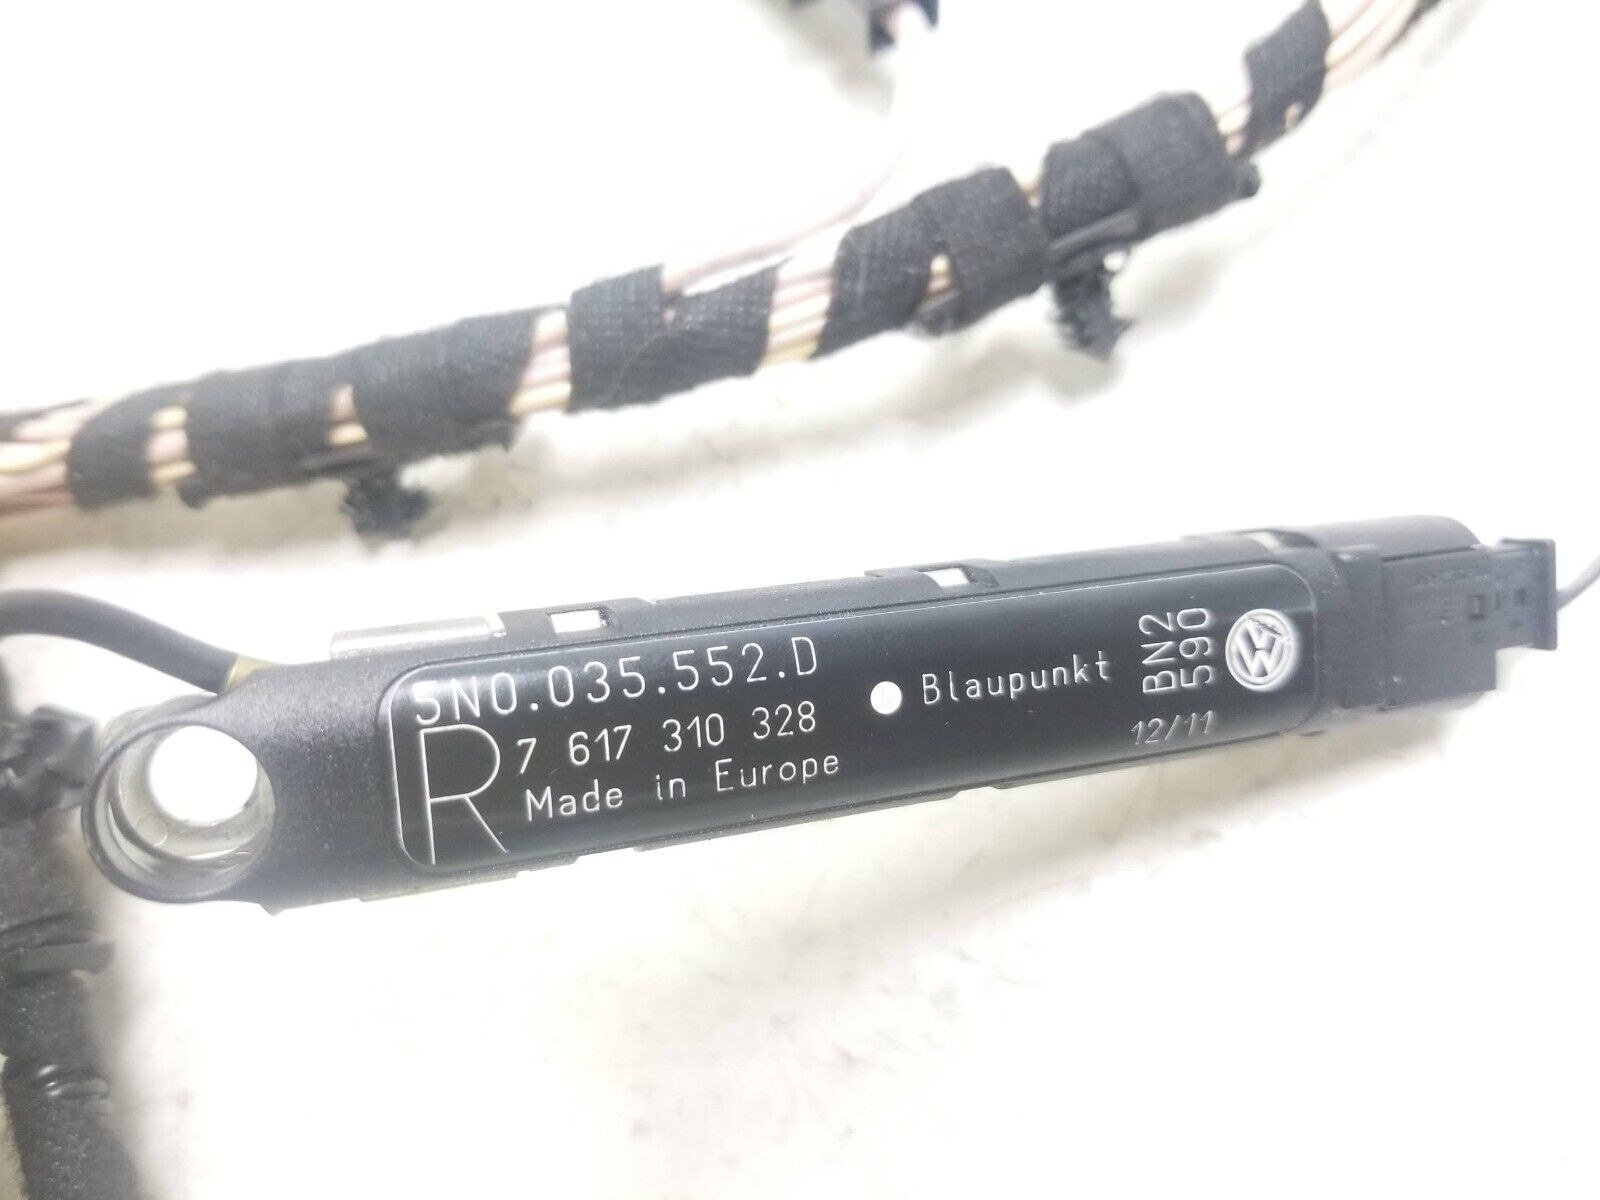 5N0.035.552.D
R 7 617 310 328
Made in Europe
Blaupunkt
BN2
590
12/11